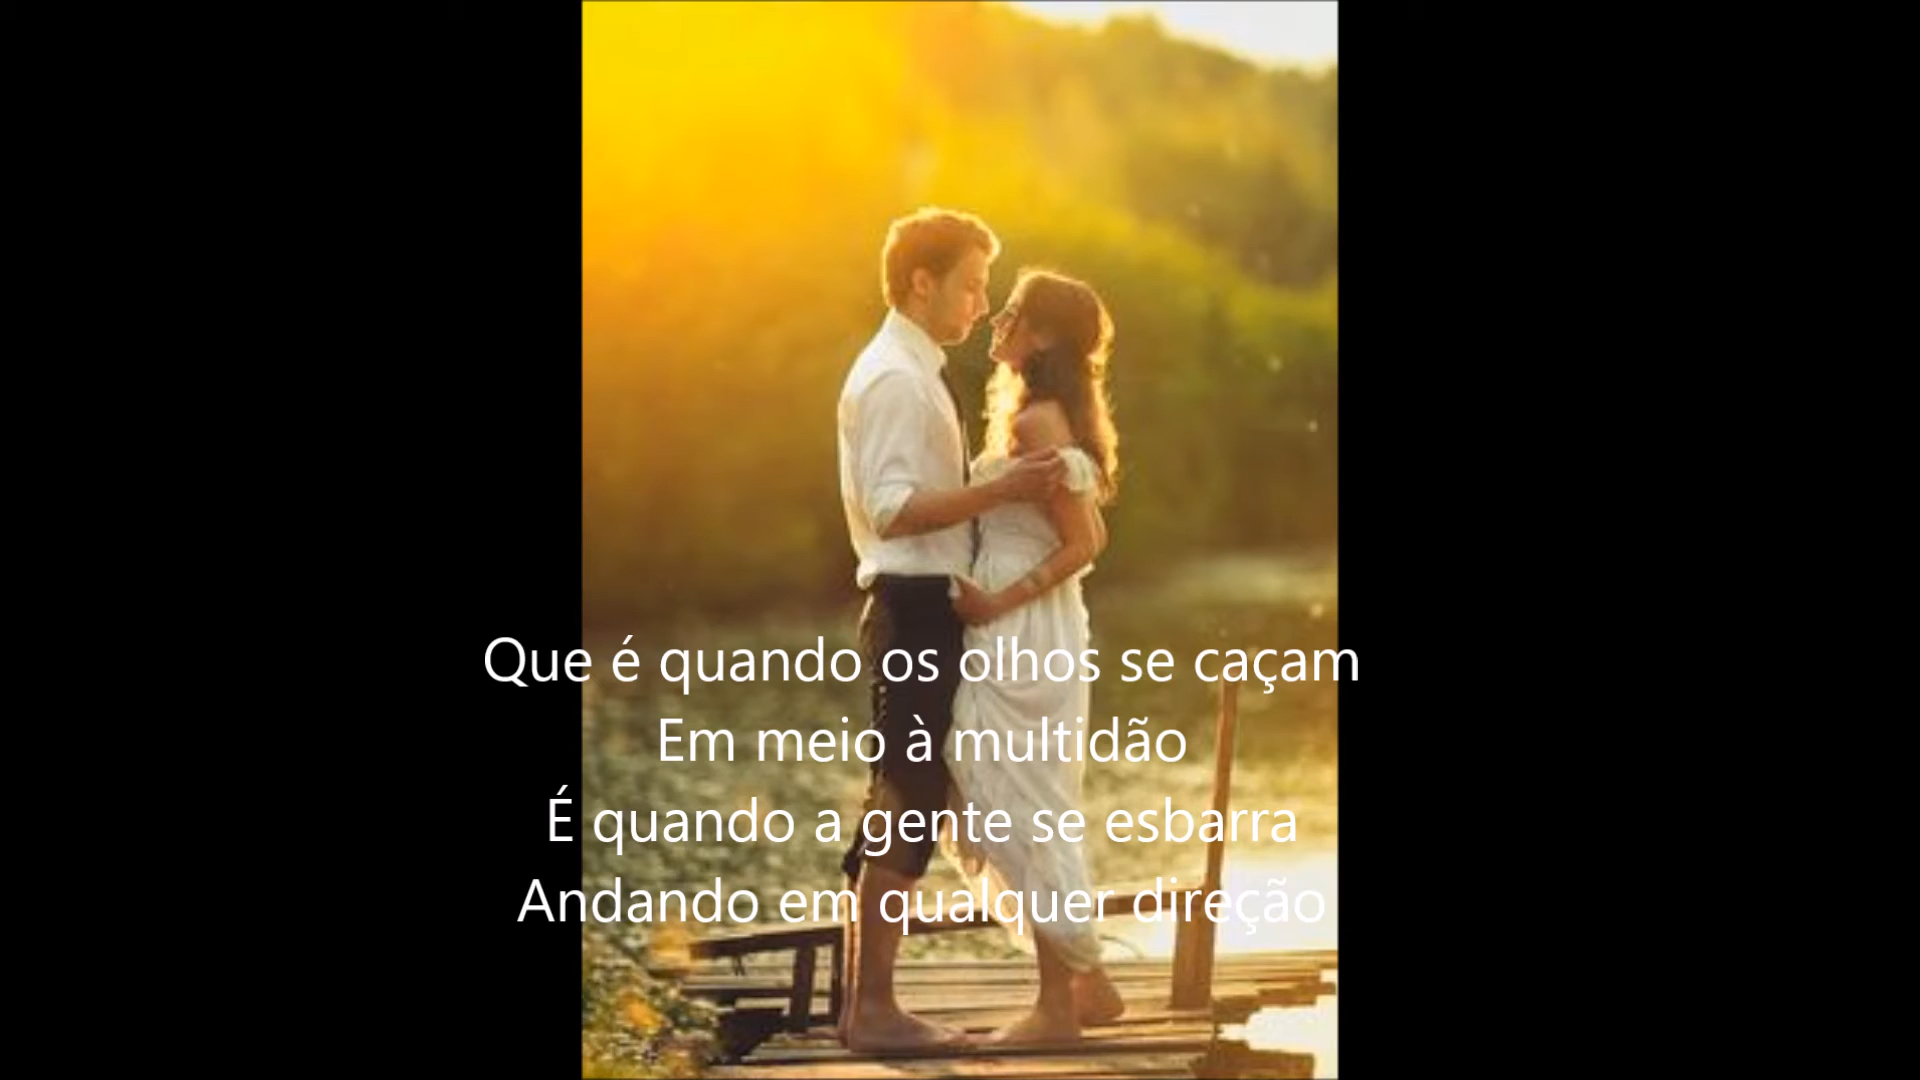 Que é quando os olhos se caçam
Em meio à multidão
É quando a gente se esbarra
Andando em qualquer direção